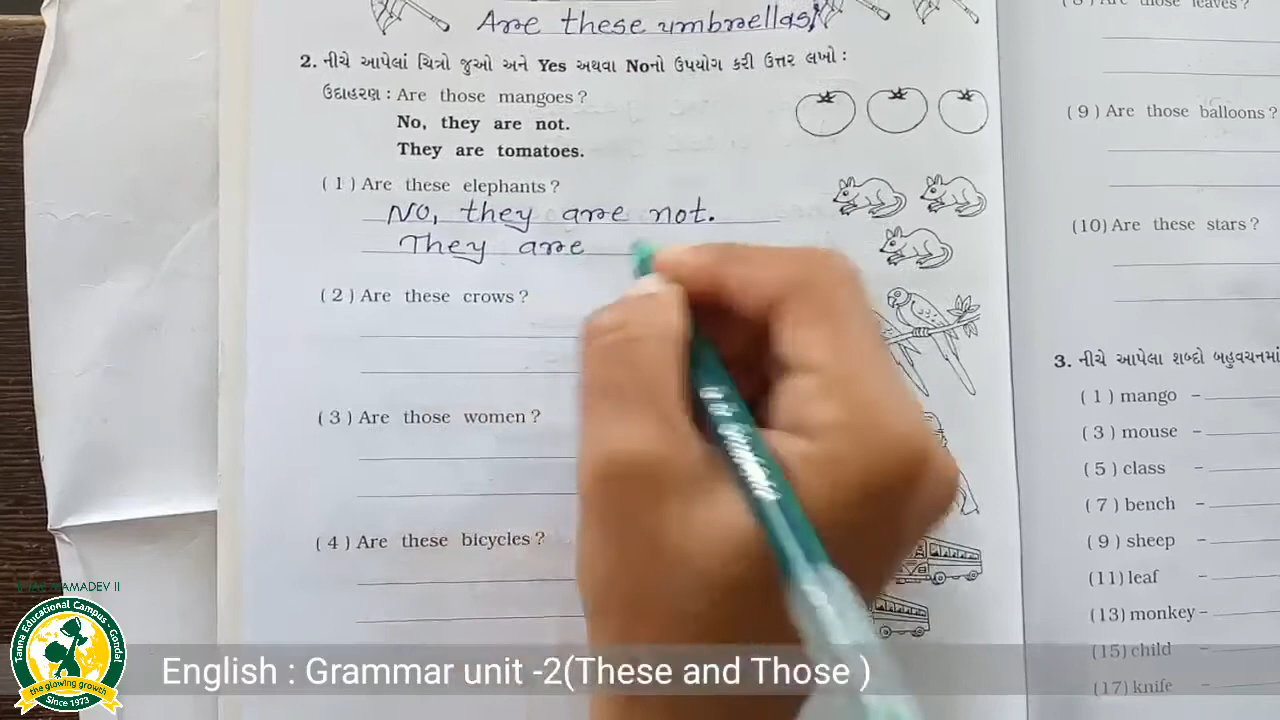 Are these umbrellas?
2. નીચે આપેલાં ચિત્રો જુઓ અને Yes અથવા Noનો ઉપયોગ કરી ઉત્તર લખો :
ઉદાહરણ : Are those mangoes ?
No, they are not.
They are tomatoes.
( 1 ) Are these elephants ?
No, they are not.
They are
( 2 ) Are these crows ?
( 3 ) Are those women ?
( 4 ) Are these bicycles ?
Are those leaves ?
( 9 ) Are those balloons ?
(10) Are these stars ?
3. નીચે આપેલા શબ્દો બહુવચનમાં
( 1 ) mango –
( 3 ) mouse –
( 5 ) class –
( 7 ) bench –
( 9 ) sheep –
(11) leaf –
(13) monkey –
(15) child –
(17) knife –
Tanna Educational Campus - Gondal
the glowing growth
Since 1973
English : Grammar unit -2(These and Those )